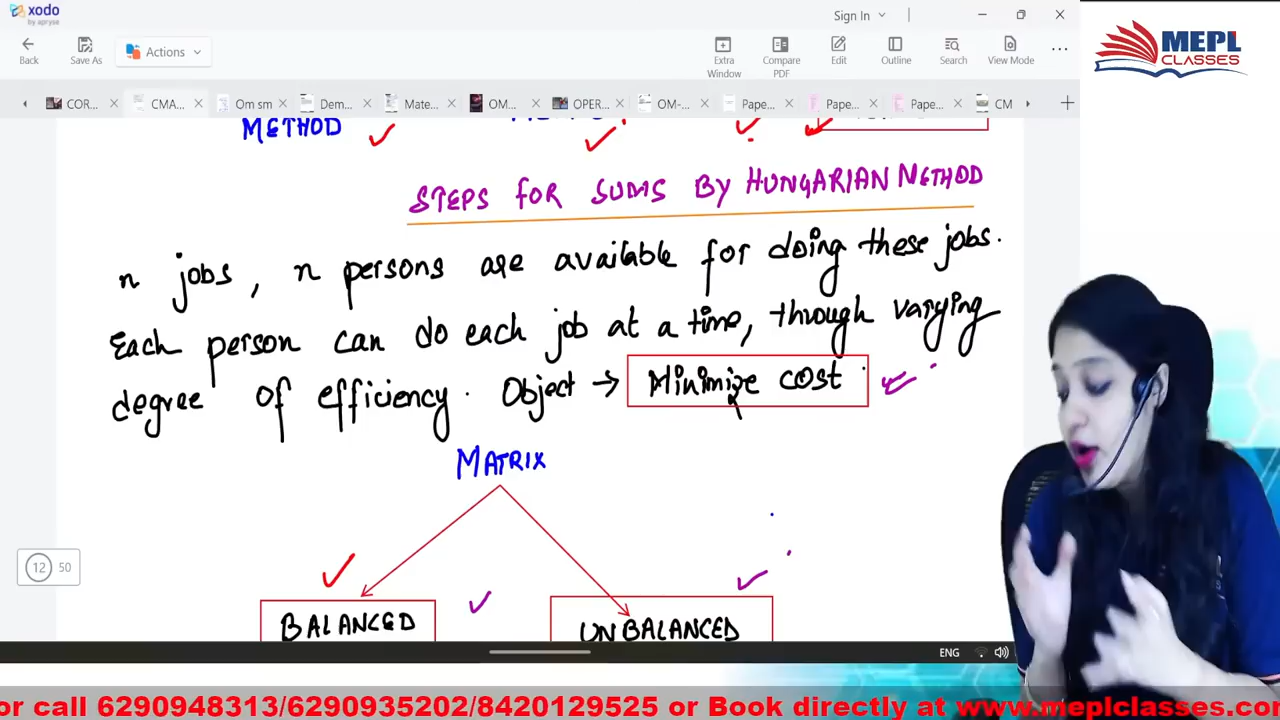 xodo
by apryse
Sign In
Back
Save As
Actions
Extra Window
Compare PDF
Edit
Outline
Search
View Mode
MEPL
CLASSES
COR...
CMA...
Om sm
Dem...
Mate...
OM...
OPER...
OM-...
Pape...
Pape...
Pape...
CM
METHOD
STEPS FOR SUMS BY HUNGARIAN METHOD
n jobs, n persons are available for doing these jobs.
Each person can do each job at a time, through varying
degree of efficiency. Object → Minimize cost
MATRIX
12 50
BALANCED
UNBALANCED
ENG
or call 6290948313/6290935202/8420129525 or Book directly at www.meplclasses.co